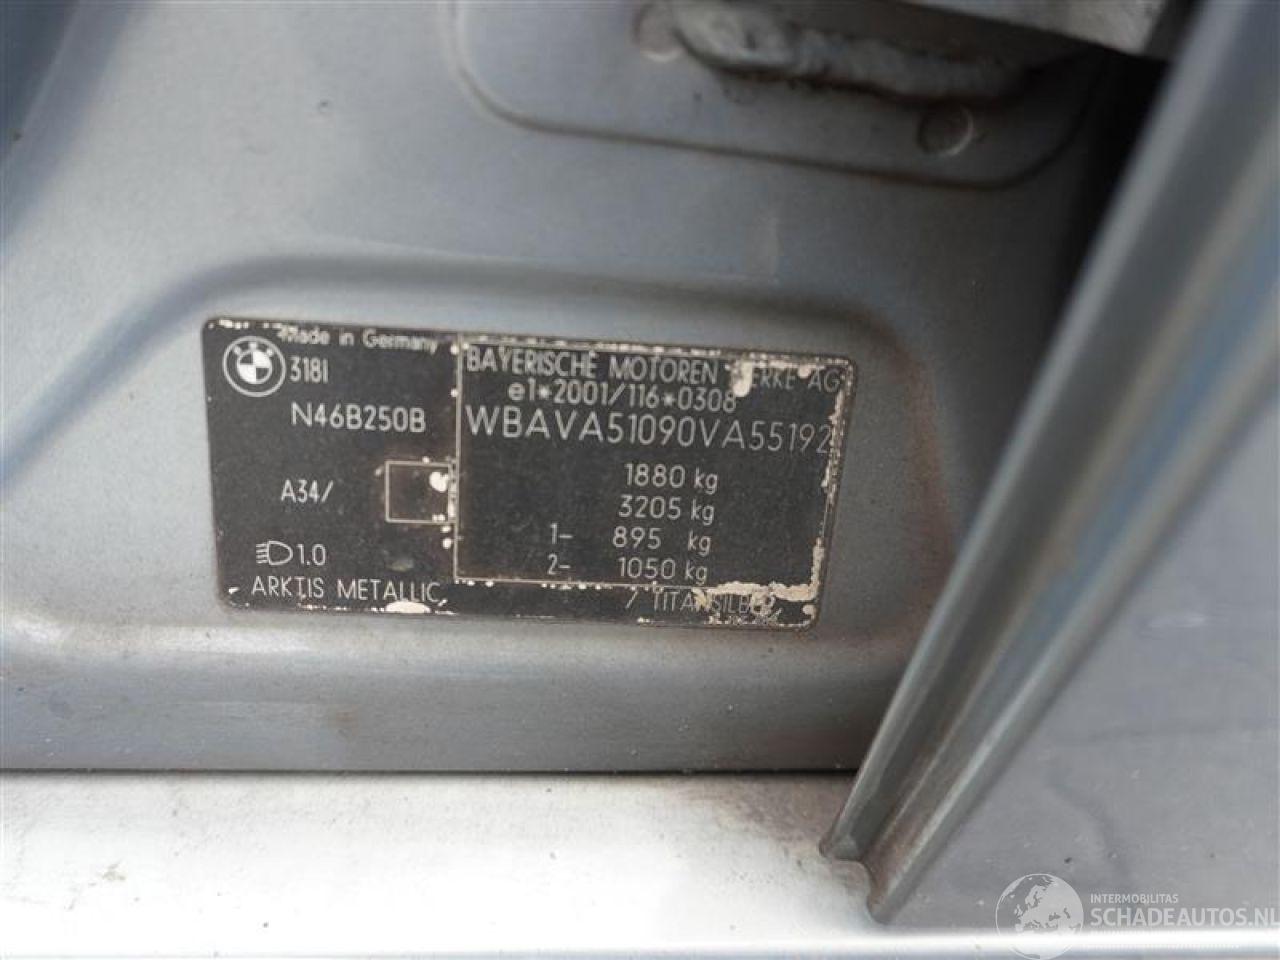 Made in Germany
318I
N46B250B
A34/
1.0
ARKTIS METALLIC
BAYERISCHE MOTOREN WERKE AG
e1*2001/116*0308
WBAVA51090VA55192
1880 kg
3205 kg
1- 895 kg
2- 1050 kg
/ TITANSILBER
INTERMOBILITAS
SCHADEAUTOS.NL